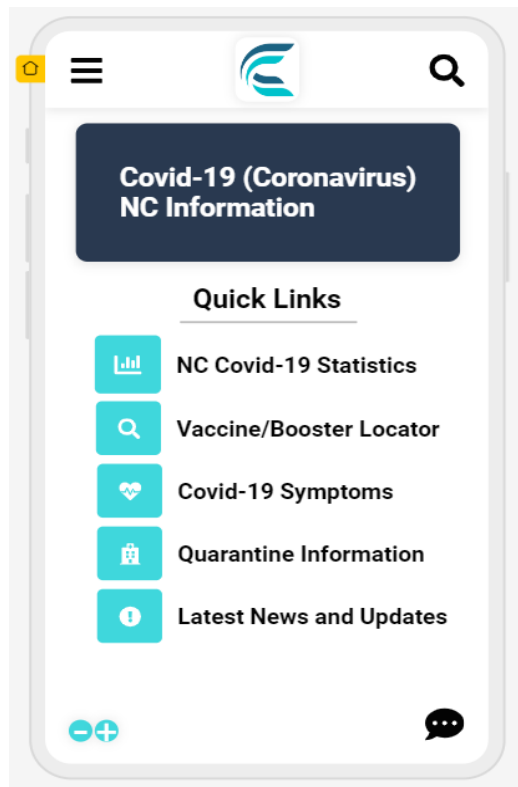 Covid-19 (Coronavirus)
NC Information
Quick Links
NC Covid-19 Statistics
Vaccine/Booster Locator
Covid-19 Symptoms
Quarantine Information
Latest News and Updates